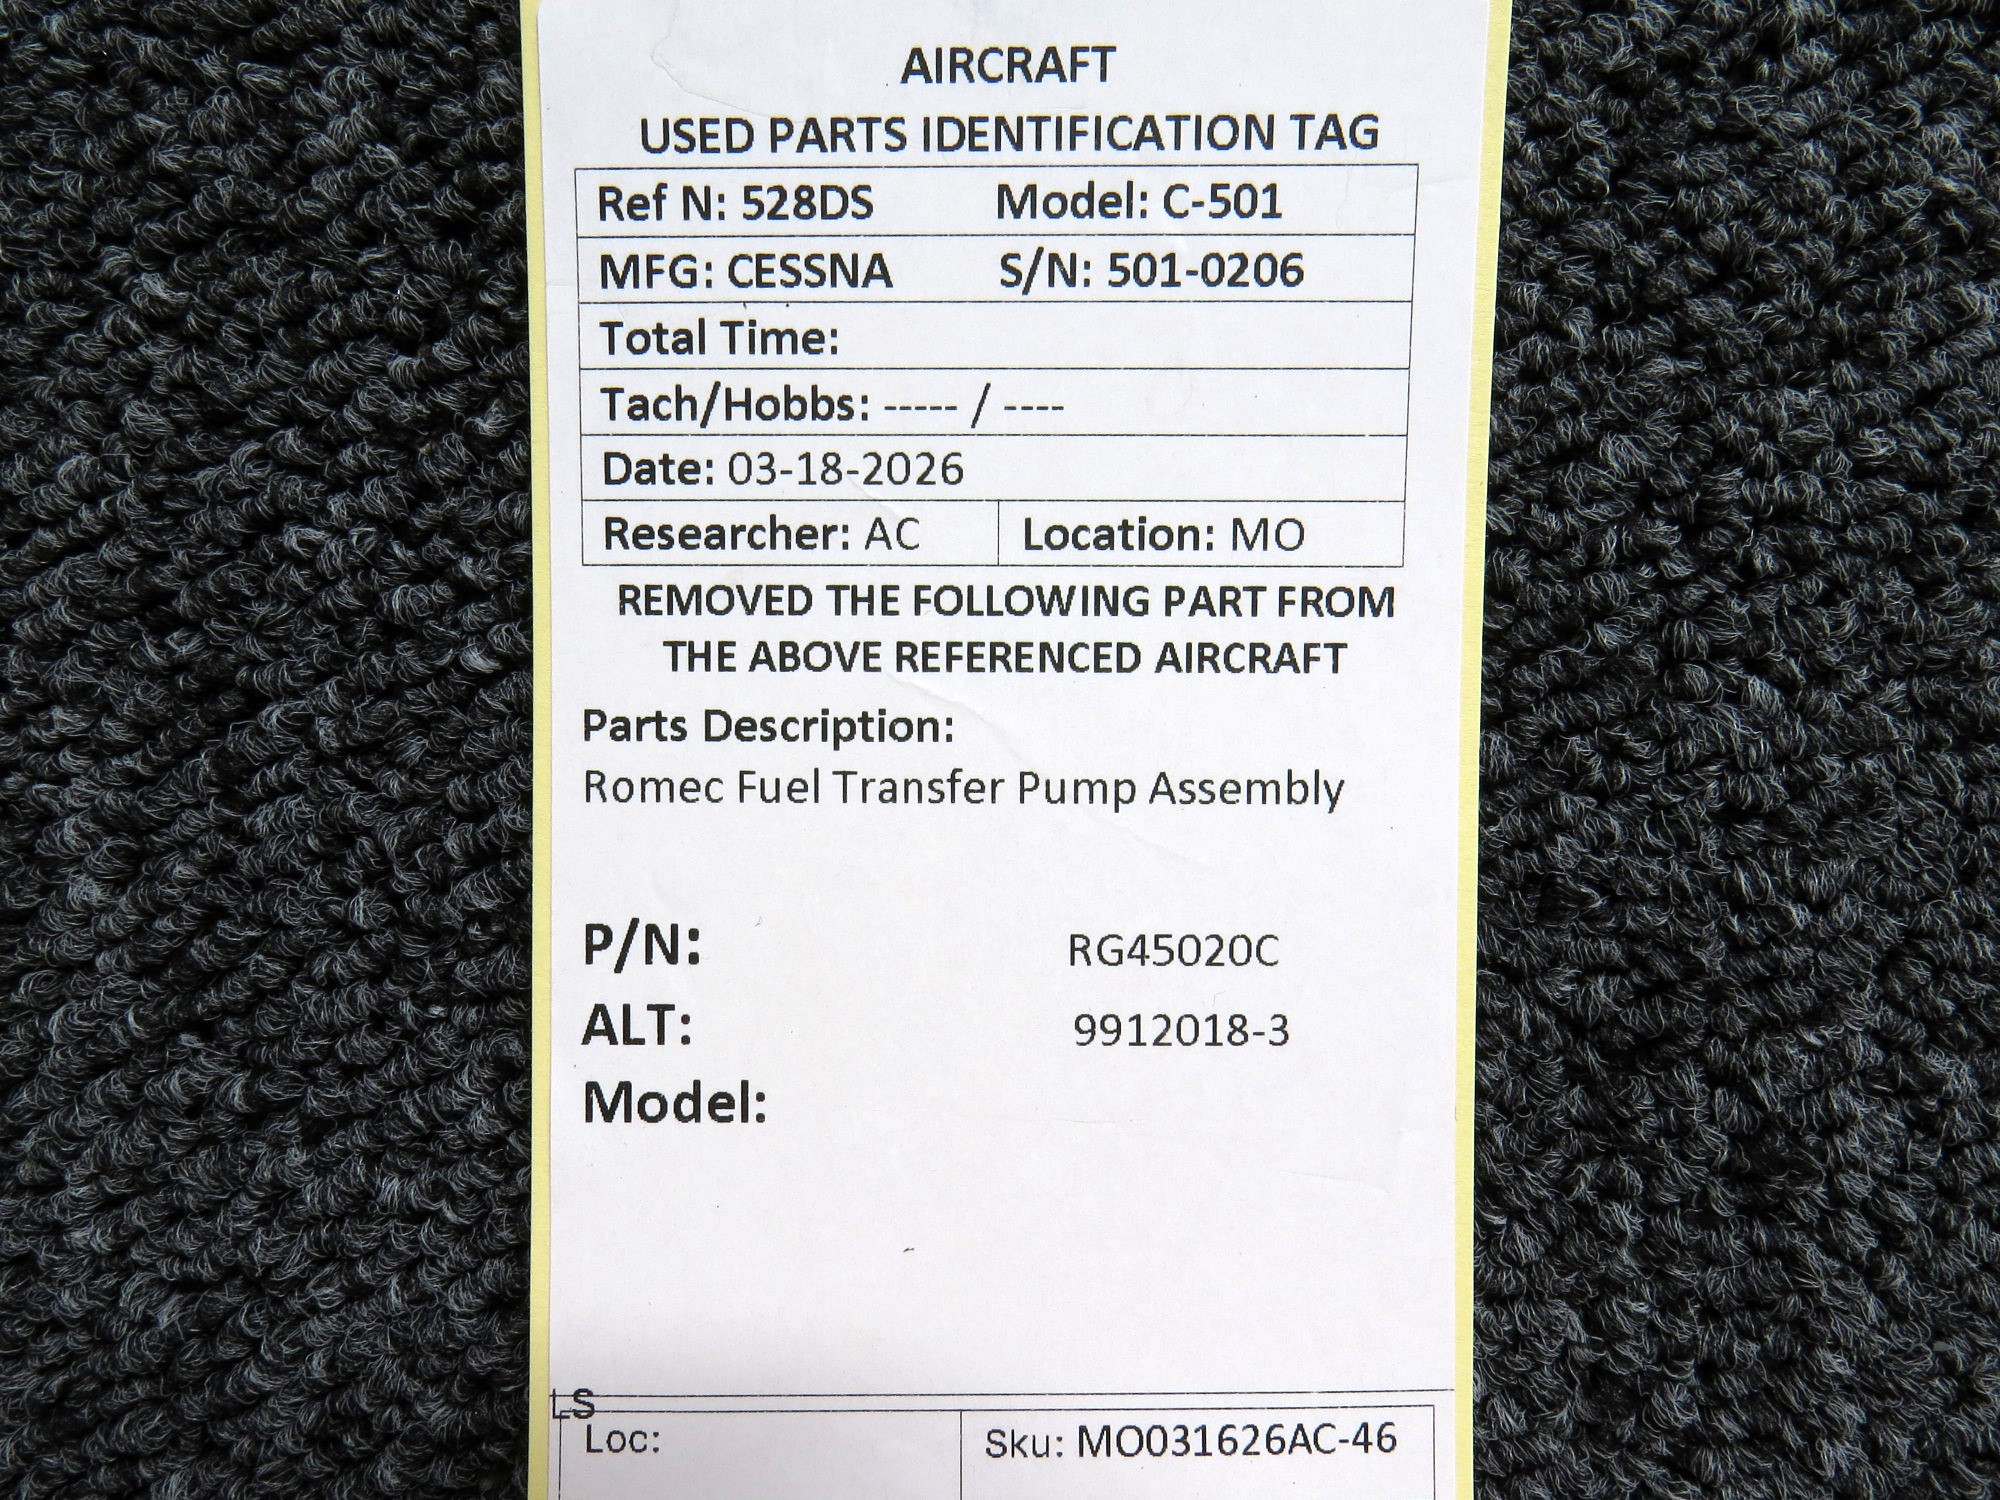 AIRCRAFT
USED PARTS IDENTIFICATION TAG
Ref N: 528DS Model: C-501
MFG: CESSNA S/N: 501-0206
Total Time:
Tach/Hobbs: ----- / ----
Date: 03-18-2026
Researcher: AC Location: MO
REMOVED THE FOLLOWING PART FROM
THE ABOVE REFERENCED AIRCRAFT
Parts Description:
Romec Fuel Transfer Pump Assembly
P/N: RG45020C
ALT: 9912018-3
Model:
LS
Loc: Sku: MO031626AC-46